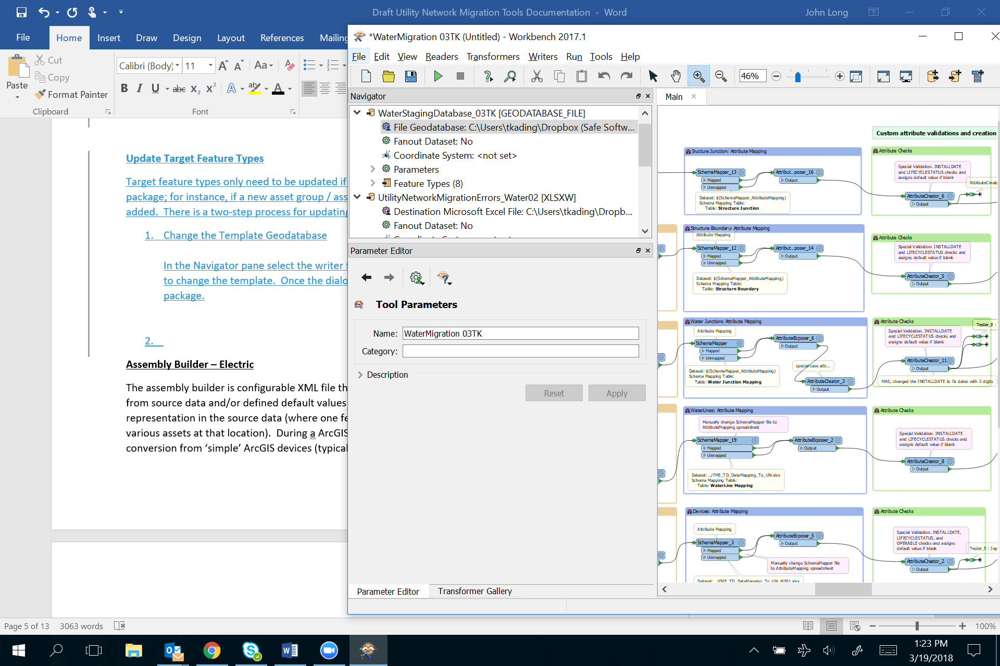 Draft Utility Network Migration Tools Documentation - Word
John Long
File
Home
Insert
Draw
Design
Layout
References
Mailing
Paste
Cut
Copy
Format Painter
Clipboard
Calibri (Body)
11
Font
Update Target Feature Types
Target feature types only need to be updated if
package; for instance, if a new asset group / ass
added. There is a two-step process for updating
1. Change the Template Geodatabase
In the Navigator pane select the writer
to change the template. Once the dialo
package.
2.
Assembly Builder – Electric
The assembly builder is configurable XML file th
from source data and/or defined default values
representation in the source data (where one fe
various assets at that location). During a ArcGIS
conversion from ‘simple’ ArcGIS devices (typical
Page 5 of 13
3063 words
100%
*WaterMigration 03TK (Untitled) - Workbench 2017.1
File
Edit
View
Readers
Transformers
Writers
Run
Tools
Help
46%
Navigator
WaterStagingDatabase_03TK [GEODATABASE_FILE]
File Geodatabase: C:\Users\tkading\Dropbox (Safe Softw...
Fanout Dataset: No
Coordinate System: <not set>
Parameters
Feature Types (8)
UtilityNetworkMigrationErrors_Water02 [XLSXW]
Destination Microsoft Excel File: C:\Users\tkading\Dropb...
Fanout Dataset: No
Parameter Editor
Tool Parameters
Name: WaterMigration 03TK
Category:
Description
Reset
Apply
Parameter Editor
Transformer Gallery
Main
Custom attribute validations and creation
Structure Junction: Attribute Mapping
SchemaMapper_13
Mapped
Unmapped
Attribut...poser_16
Output
Dataset: $(SchemaMapper_AttributeMapping)
Schema Mapping Table:
Table: Structure Junction
Attribute Checks
Special Validation. INSTALLDATE
and LIFECYCLESTATUS checks and
assigns default value if blank
AttributeCreat
AttributeCreator_6
Output
Structure Boundary: Attribute Mapping
Attribute Mapping
SchemaMapper_12
Mapped
Unmapped
Attribut...poser_14
Output
Dataset: $(SchemaMapper_AttributeMapping)
Schema Mapping Table:
Table: Structure Boundary
Attribute Checks
Special Validation. INSTALLDATE
and LIFECYCLESTATUS checks and
assigns default value if blank
AttributeCreator_5
Output
Water Junctions Attribute Mapping
Attribute Mapping
SchemaMapper
Mapped
Unmapped
AttributeExposer_6
Output
special case attr...
AttributeCreator_3
Output
Dataset: $(SchemaMapper_AttributeMapping)
Schema Mapping Table:
Table: Water Junction Mapping
Attribute Checks
Special Validation. INSTALLDATE
and LIFECYCLESTATUS checks and
assigns default value if blank
AttributeCreator_11
Output
MAS; changed the INSTALLDATE to fix dates with 2 digits
WaterLines: Attribute Mapping
Manually change SchemaMapper file to
AttributeMapping spreadsheet
SchemaMapper_19
Mapped
Unmapped
AttributeExposer_2
Output
Dataset: ../FME_TD_DataMapping_To_UN.xlsx
Schema Mapping Table:
Table: WaterLine Mapping
Attribute Checks
Special Validation. INSTALLDATE
and LIFECYCLESTATUS checks and
assigns default value if blank
AttributeCreator_8
Output
Devices: Attribute Mapping
Attribute Mapping
SchemaMapper_3
Mapped
Unmapped
AttributeExposer_5
Output
Manually change SchemaMapper file
to AttributeMapping spreadsheet
Dataset: ..\FME_TD_DataMapping_To_UN_MS01.xlsx
Attribute Checks
Special Validation. INSTALLDATE,
LIFECYCLESTATUS, and
OPERABLE checks and assigns
default value if blank
Tester_5 : Inp
AttributeCreator_2
Output
1:23 PM
3/19/2018